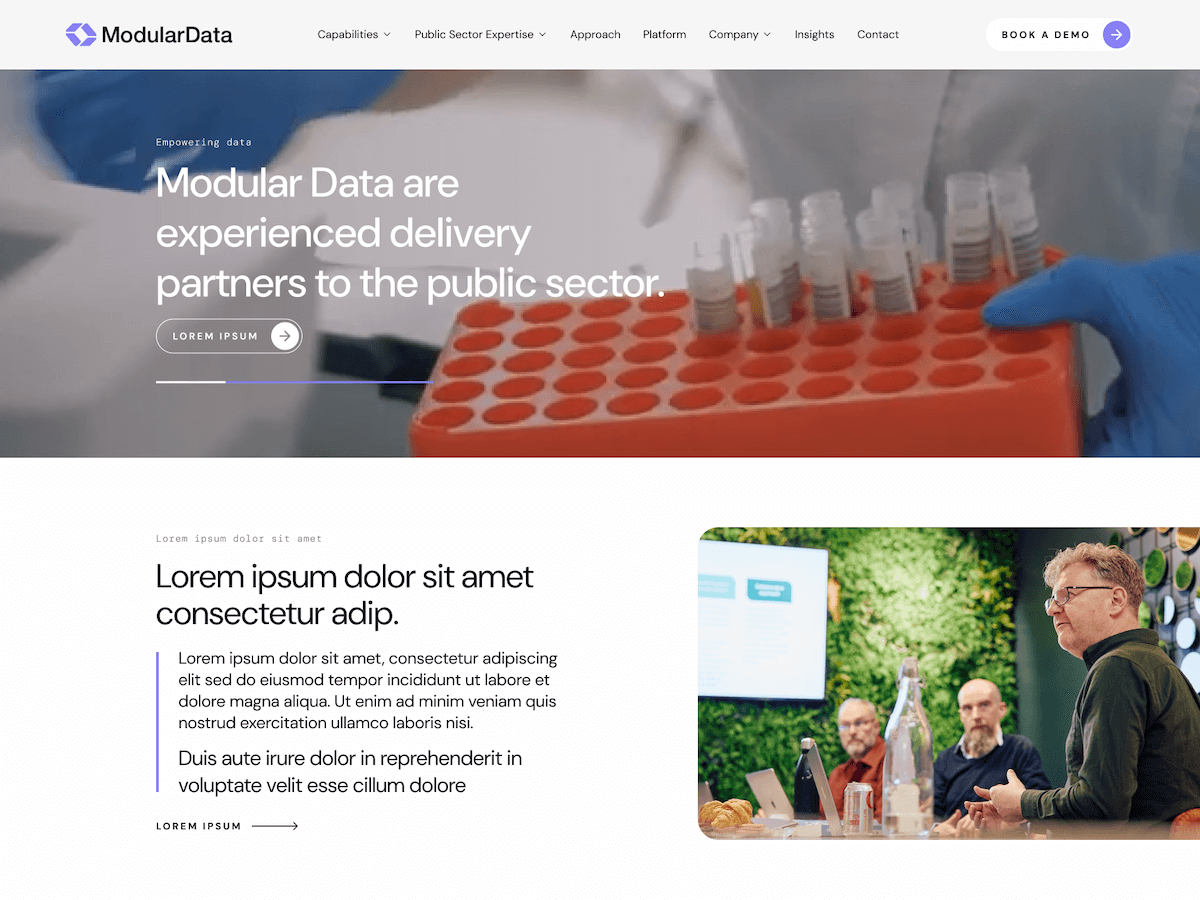 ModularData
Capabilities
Public Sector Expertise
Approach
Platform
Company
Insights
Contact
BOOK A DEMO
Empowering data
Modular Data are
experienced delivery
partners to the public sector.
LOREM IPSUM
Lorem ipsum dolor sit amet
Lorem ipsum dolor sit amet
consectetur adip.
Lorem ipsum dolor sit amet, consectetur adipiscing
elit sed do eiusmod tempor incididunt ut labore et
dolore magna aliqua. Ut enim ad minim veniam quis
nostrud exercitation ullamco laboris nisi.
Duis aute irure dolor in reprehenderit in
voluptate velit esse cillum dolore
LOREM IPSUM